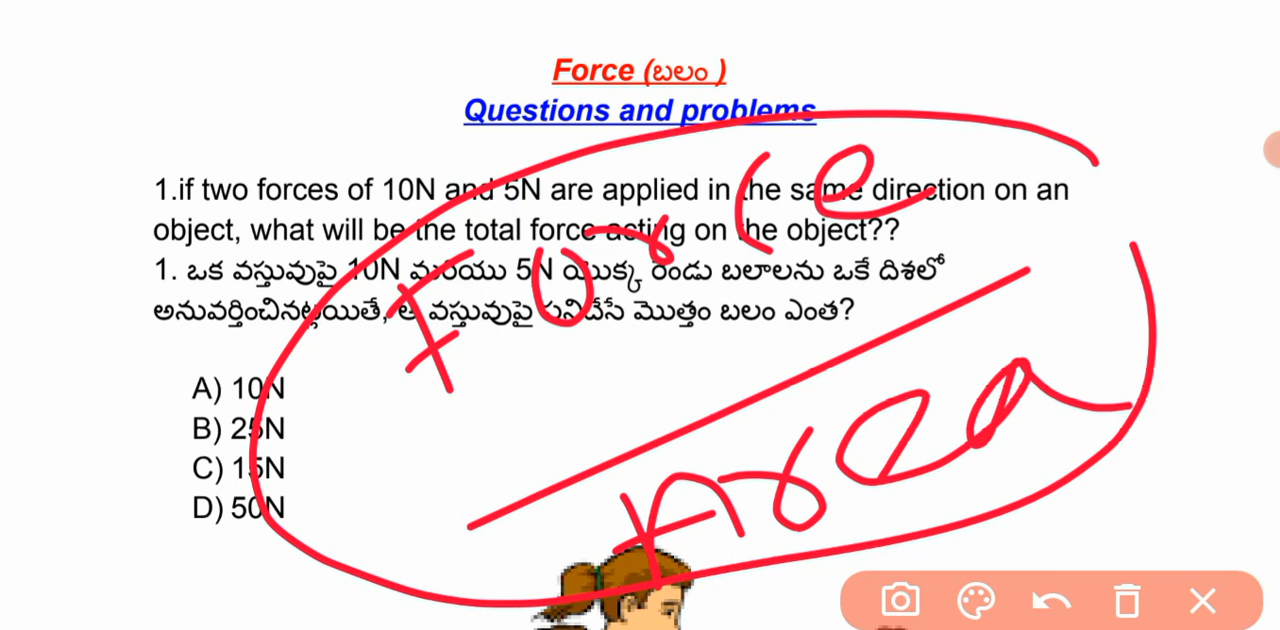 Force (బలం )
Questions and problems
1.if two forces of 10N and 5N are applied in the same direction on an
object, what will be the total force acting on the object??
1. ఒక వస్తువుపై 10N మరియు 5N యొక్క రెండు బలాలను ఒకే దిశలో
అనువర్తించినట్లయితే, ఆ వస్తువుపై పనిచేసే మొత్తం బలం ఎంత?
A) 10N
B) 25N
C) 15N
D) 50N
Force
Area